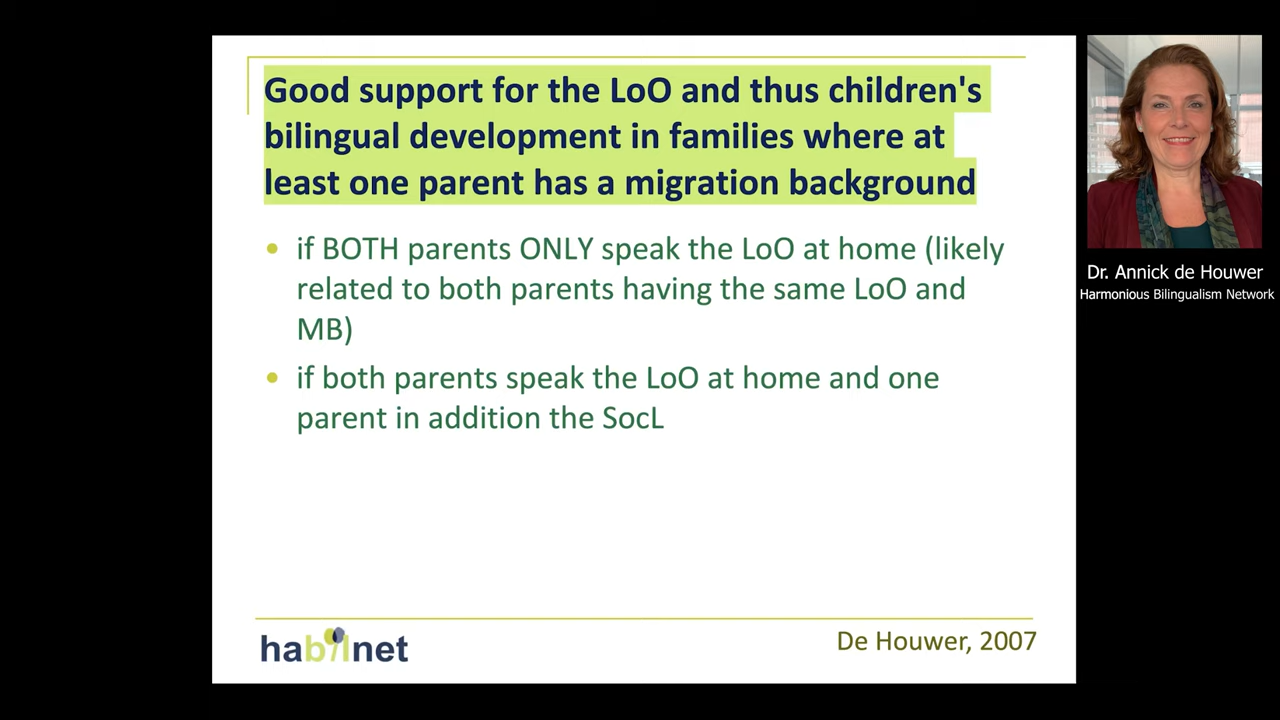 Good support for the LoO and thus children's
bilingual development in families where at
least one parent has a migration background
• if BOTH parents ONLY speak the LoO at home (likely
related to both parents having the same LoO and
MB)
• if both parents speak the LoO at home and one
parent in addition the SocL
habilnet
De Houwer, 2007
Dr. Annick de Houwer
Harmonious Bilingualism Network